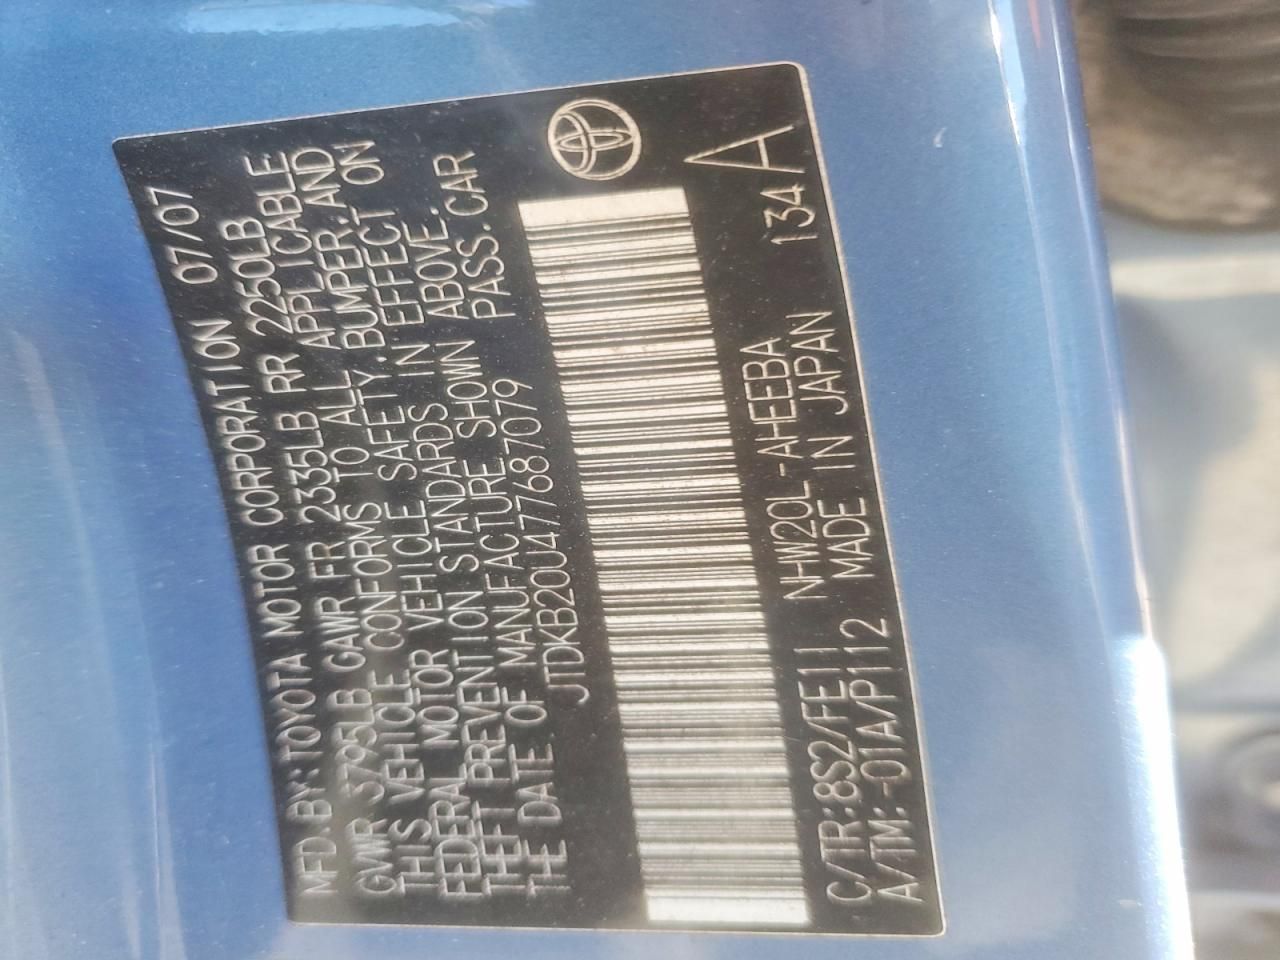 MFD.BY:TOYOTA MOTOR CORPORATION 07/07
GVWR 3795LB GAWR FR 2335LB RR 2250LB
THIS VEHICLE CONFORMS TO ALL APPLICABLE
FEDERAL MOTOR VEHICLE SAFETY,BUMPER,AND
THEFT PREVENTION STANDARDS IN EFFECT ON
THE DATE OF MANUFACTURE SHOWN ABOVE.
JTDKB20U477687079 PASS.CAR
C/TR:8S2/FE11 NHW20L-AHEEBA 134A
A/TM:-01A/P112 MADE IN JAPAN